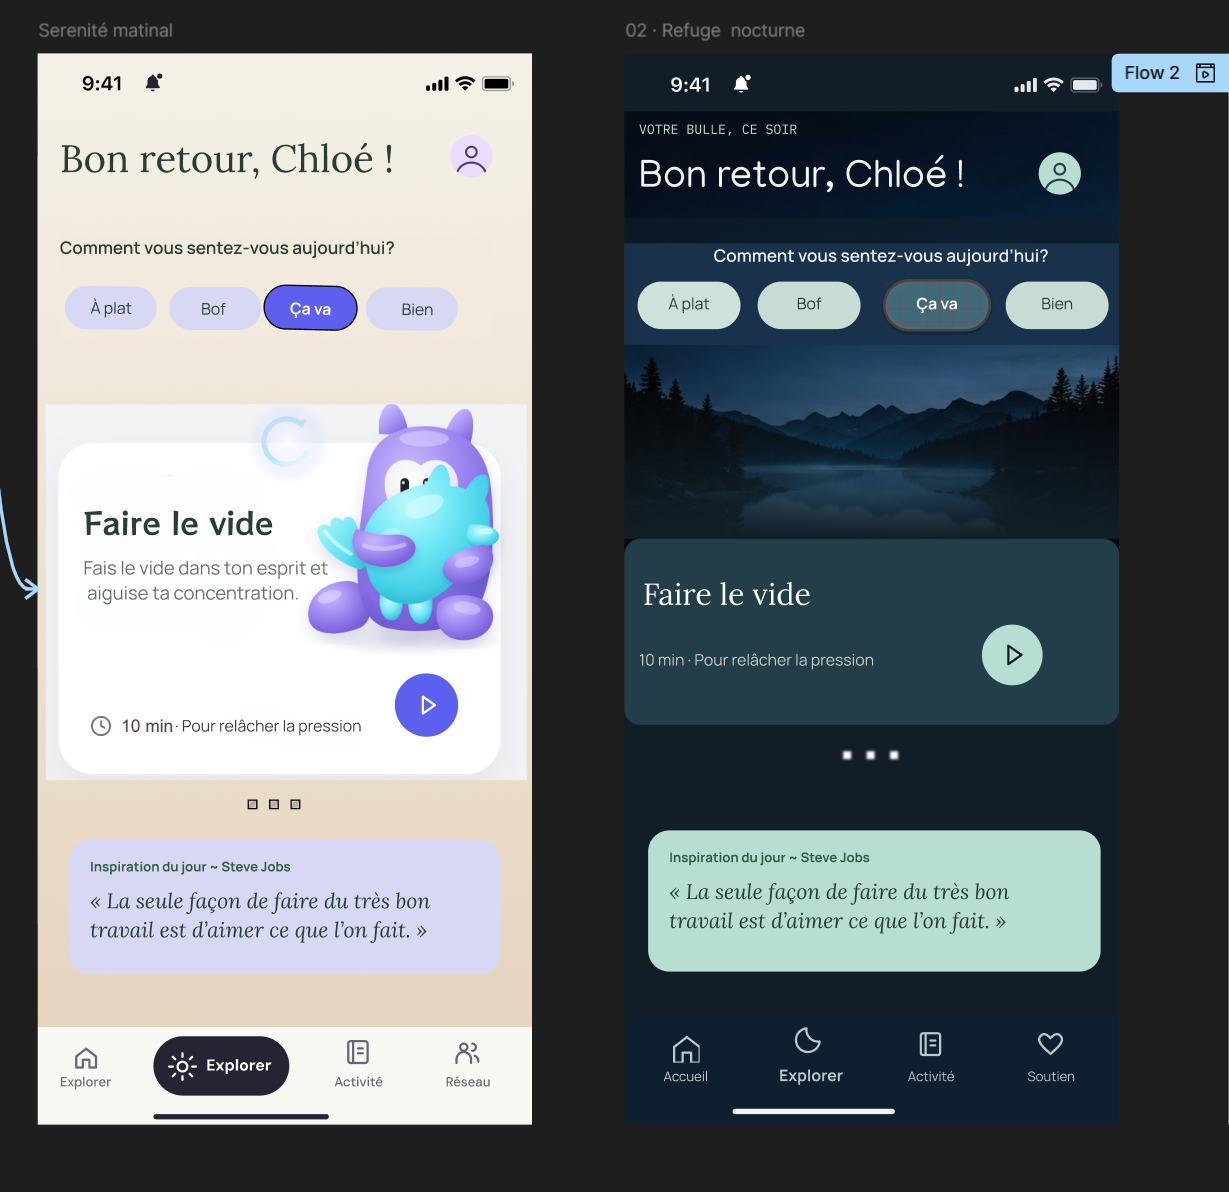 Serenité matinal
9:41
Bon retour, Chloé !
Comment vous sentez-vous aujourd’hui?
À plat
Bof
Ça va
Bien
Faire le vide
Fais le vide dans ton esprit et
aiguise ta concentration.
10 min · Pour relâcher la pression
Inspiration du jour ~ Steve Jobs
« La seule façon de faire du très bon
travail est d’aimer ce que l’on fait. »
Explorer
Explorer
Activité
Réseau
02 · Refuge nocturne
Flow 2
9:41
VOTRE BULLE, CE SOIR
Bon retour, Chloé !
Comment vous sentez-vous aujourd’hui?
À plat
Bof
Ça va
Bien
Faire le vide
10 min · Pour relâcher la pression
Inspiration du jour ~ Steve Jobs
« La seule façon de faire du très bon
travail est d’aimer ce que l’on fait. »
Accueil
Explorer
Activité
Soutien